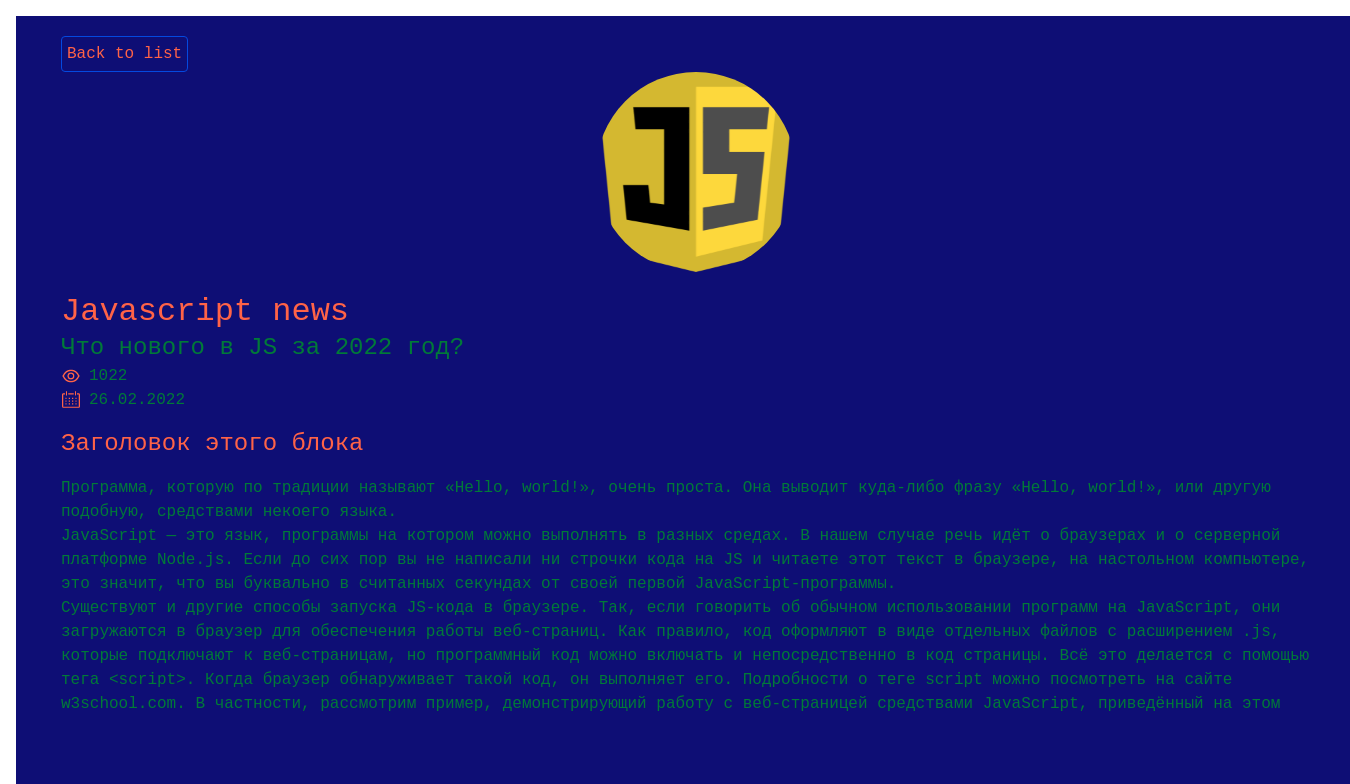 Back to list
JS
Javascript news
Что нового в JS за 2022 год?
1022
26.02.2022
Заголовок этого блока
Программа, которую по традиции называют «Hello, world!», очень проста. Она выводит куда-либо фразу «Hello, world!», или другую
подобную, средствами некоего языка.
JavaScript — это язык, программы на котором можно выполнять в разных средах. В нашем случае речь идёт о браузерах и о серверной
платформе Node.js. Если до сих пор вы не написали ни строчки кода на JS и читаете этот текст в браузере, на настольном компьютере,
это значит, что вы буквально в считанных секундах от своей первой JavaScript-программы.
Существуют и другие способы запуска JS-кода в браузере. Так, если говорить об обычном использовании программ на JavaScript, они
загружаются в браузер для обеспечения работы веб-страниц. Как правило, код оформляют в виде отдельных файлов с расширением .js,
которые подключают к веб-страницам, но программный код можно включать и непосредственно в код страницы. Всё это делается с помощью
тега <script>. Когда браузер обнаруживает такой код, он выполняет его. Подробности о теге script можно посмотреть на сайте
w3school.com. В частности, рассмотрим пример, демонстрирующий работу с веб-страницей средствами JavaScript, приведённый на этом